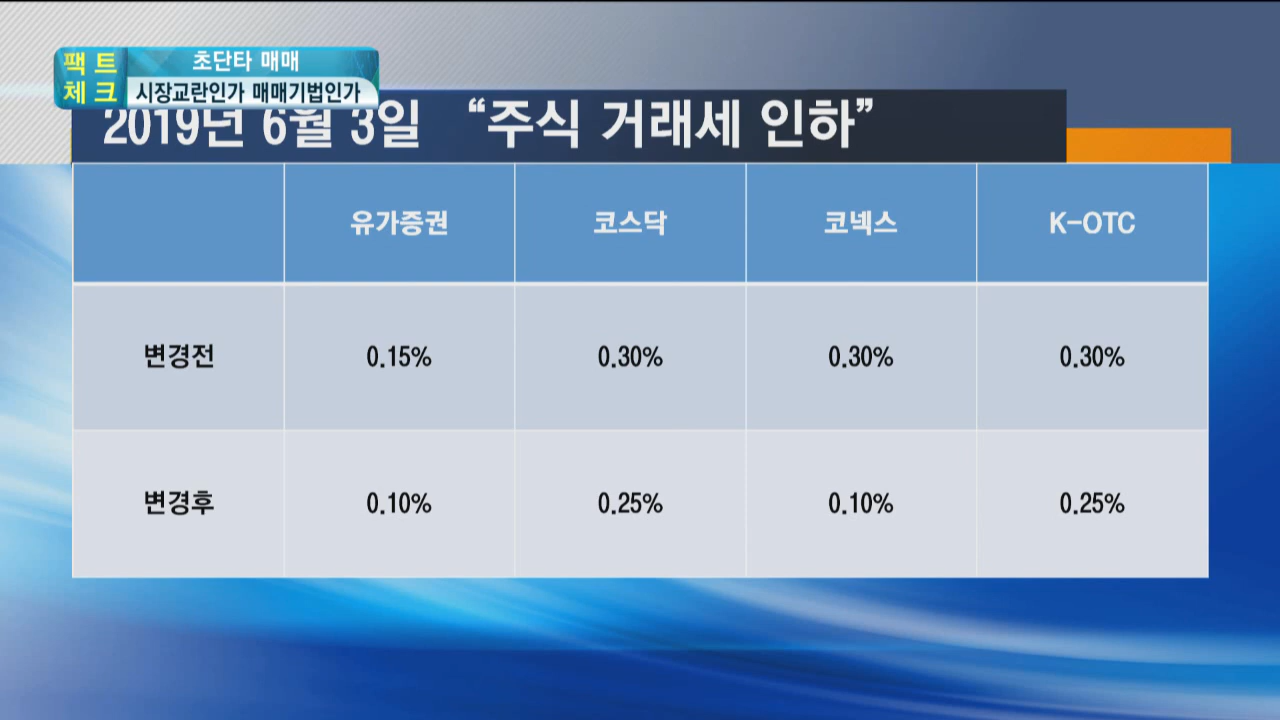 팩트
체크
초단타 매매
시장교란인가 매매기법인가
2019년 6월 3일 “주식 거래세 인하”
유가증권 코스닥 코넥스 K-OTC
변경전 0.15% 0.30% 0.30% 0.30%
변경후 0.10% 0.25% 0.10% 0.25%